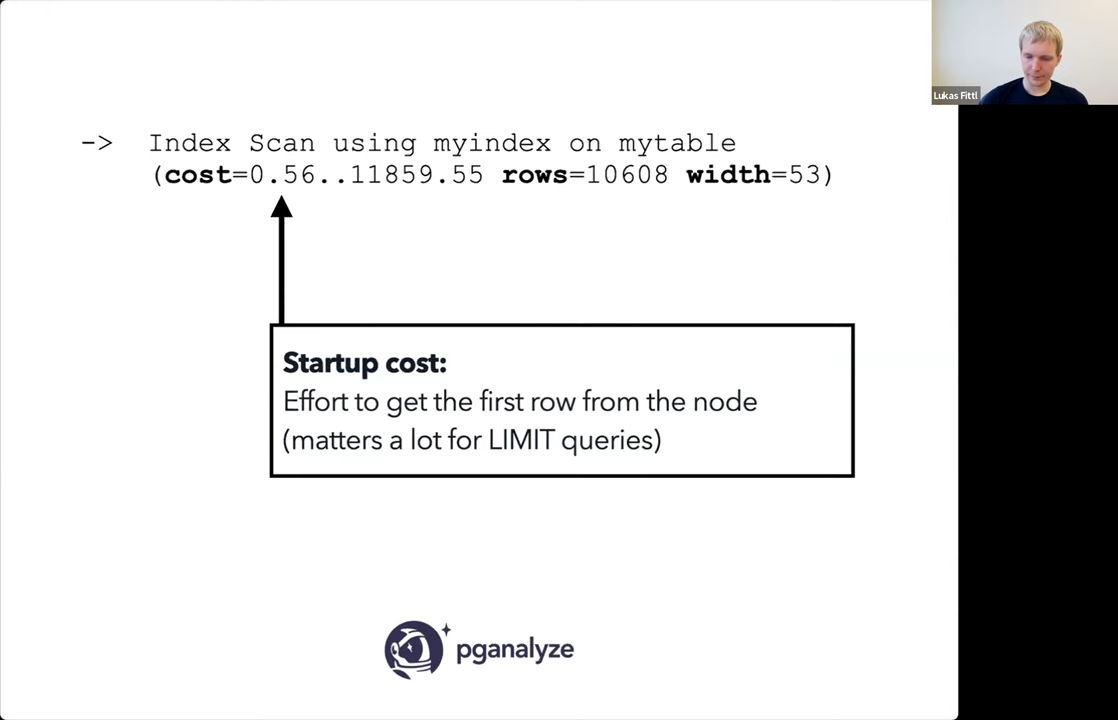 Lukas Fittl
-> Index Scan using myindex on mytable
(cost=0.56..11859.55 rows=10608 width=53)
Startup cost:
Effort to get the first row from the node
(matters a lot for LIMIT queries)
pganalyze